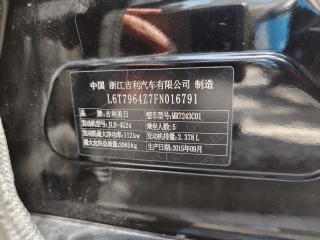 中国 浙江吉利汽车有限公司 制造
L6T7964Z7FN016791
品 牌:吉利美日 整车型号:MR7243C01
发动机型号:JLD-4G24 乘坐人数:5
发动机最大净功率:112kw 发动机排量:2.378L
最大允许总质量:2085kg 生产日期:2015年09月